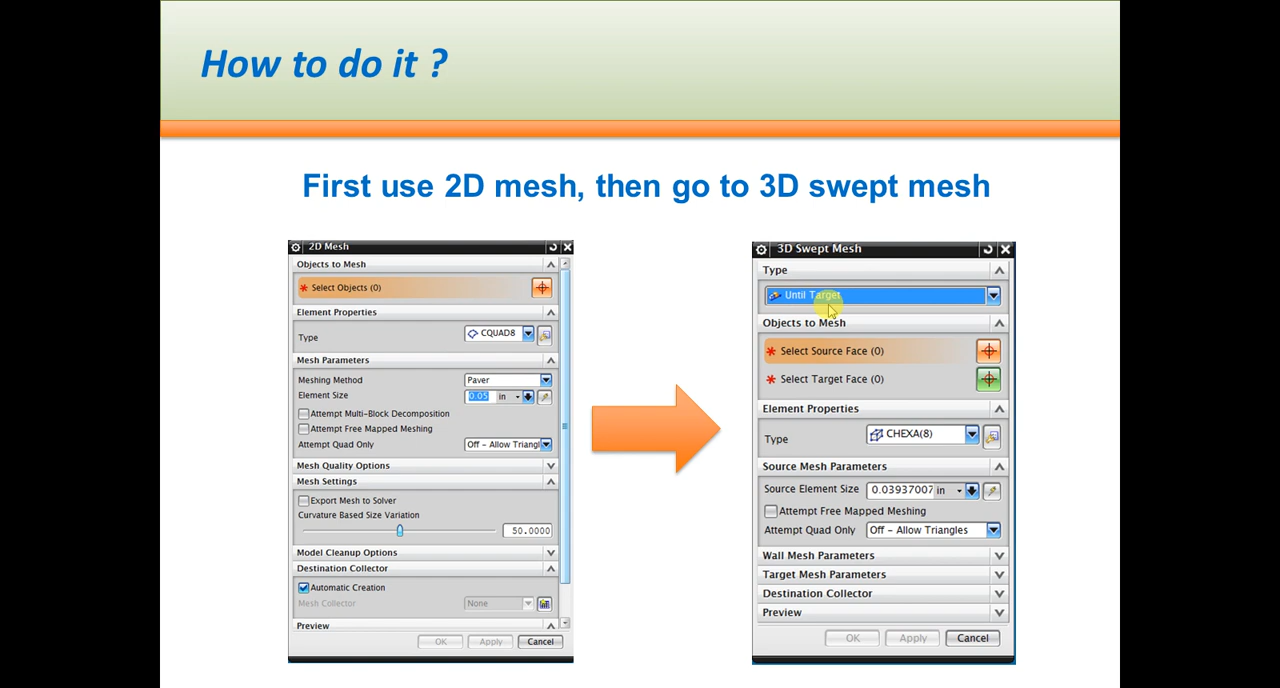 How to do it ?
First use 2D mesh, then go to 3D swept mesh
2D Mesh
Objects to Mesh
* Select Objects (0)
Element Properties
Type CQUAD8
Mesh Parameters
Meshing Method Paver
Element Size 0.05 in
Attempt Multi-Block Decomposition
Attempt Free Mapped Meshing
Attempt Quad Only Off - Allow Triangl
Mesh Quality Options
Mesh Settings
Export Mesh to Solver
Curvature Based Size Variation
50.0000
Model Cleanup Options
Destination Collector
Automatic Creation
Mesh Collector None
Preview
OK Apply Cancel
3D Swept Mesh
Type
Until Target
Objects to Mesh
* Select Source Face (0)
* Select Target Face (0)
Element Properties
Type CHEXA(8)
Source Mesh Parameters
Source Element Size 0.03937007 in
Attempt Free Mapped Meshing
Attempt Quad Only Off - Allow Triangles
Wall Mesh Parameters
Target Mesh Parameters
Destination Collector
Preview
OK Apply Cancel